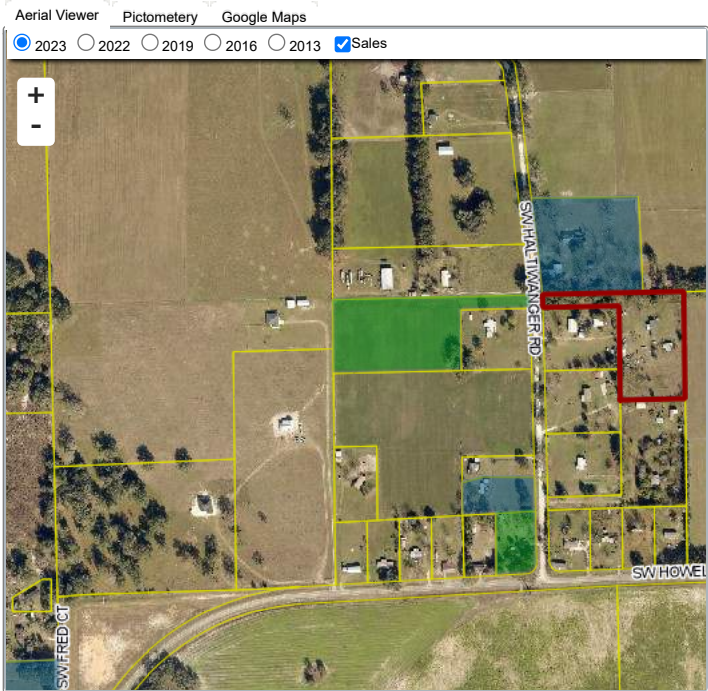 Aerial Viewer Pictometery Google Maps
2023 2022 2019 2016 2013 Sales
+
-
SW HALTIWANGER RD
SW HOWEL
SW FRED CT